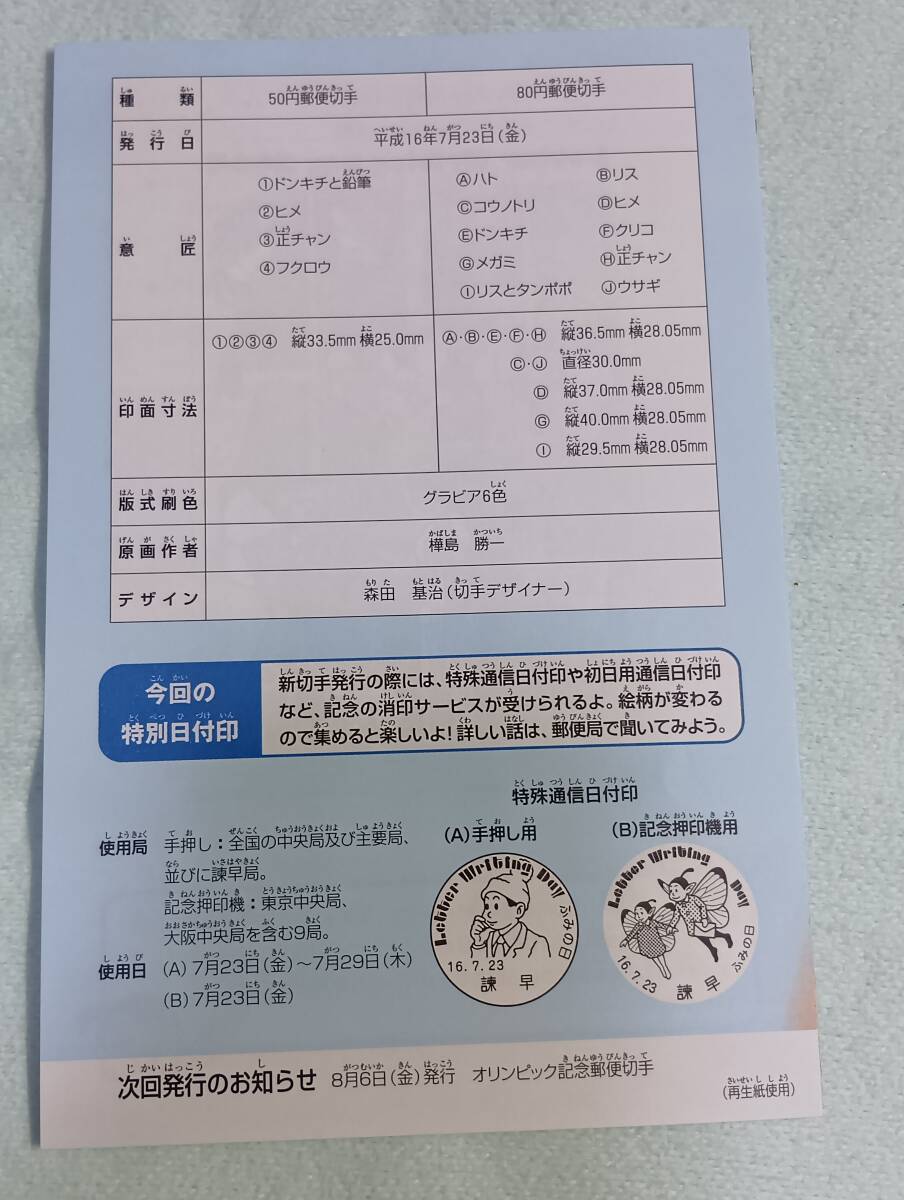 種類 50円郵便切手 80円郵便切手
発行日 平成16年7月23日(金)
意匠
①ドンキチと鉛筆
②ヒメ
③正チャン
④フクロウ
Ⓐハト Ⓑリス
Ⓒコウノトリ Ⓓヒメ
Ⓔドンキチ Ⓕクリコ
Ⓖメガミ Ⓗ正チャン
Ⓘリスとタンポポ Ⓙウサギ
印面寸法
①②③④ 縦33.5mm 横25.0mm
Ⓐ・Ⓑ・Ⓔ・Ⓕ・Ⓗ 縦36.5mm 横28.05mm
Ⓒ・Ⓙ 直径30.0mm
Ⓓ 縦37.0mm 横28.05mm
Ⓖ 縦40.0mm 横28.05mm
Ⓘ 縦29.5mm 横28.05mm
版式刷色 グラビア6色
原画作者 樺島 勝一
デザイン 森田 基治(切手デザイナー)
今回の
特別日付印
新切手発行の際には、特殊通信日付印や初日用通信日付印
など、記念の消印サービスが受けられるよ。絵柄が変わる
ので集めると楽しいよ!詳しい話は、郵便局で聞いてみよう。
使用局 手押し:全国の中央局及び主要局、
並びに諫早局。
記念押印機:東京中央局、
大阪中央局を含む9局。
使用日 (A)7月23日(金)~7月29日(木)
(B)7月23日(金)
特殊通信日付印
(A)手押し用 (B)記念押印機用
Letter Writing Day
ふみの日
16.7.23
諫早
Letter Writing Day
ふみの日
16.7.23
諫早
次回発行のお知らせ 8月6日(金)発行 オリンピック記念郵便切手
(再生紙使用)